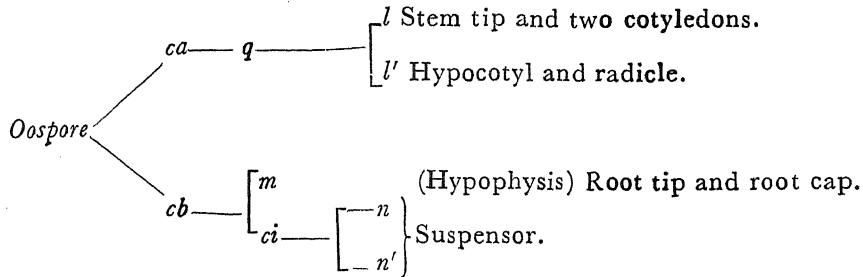 l Stem tip and two cotyledons.
ca q
l' Hypocotyl and radicle.
Oospore
m (Hypophysis) Root tip and root cap.
cb
ci n
Suspensor.
n'